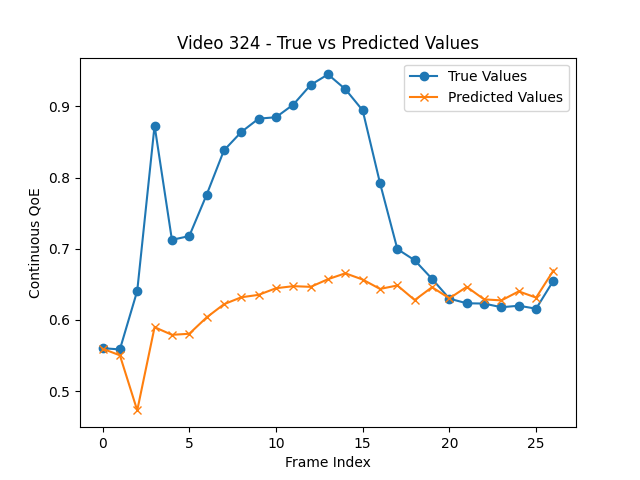 Video 324 - True vs Predicted Values
True Values
Predicted Values
Continuous QoE
0.9
0.8
0.7
0.6
0.5
0 5 10 15 20 25
Frame Index